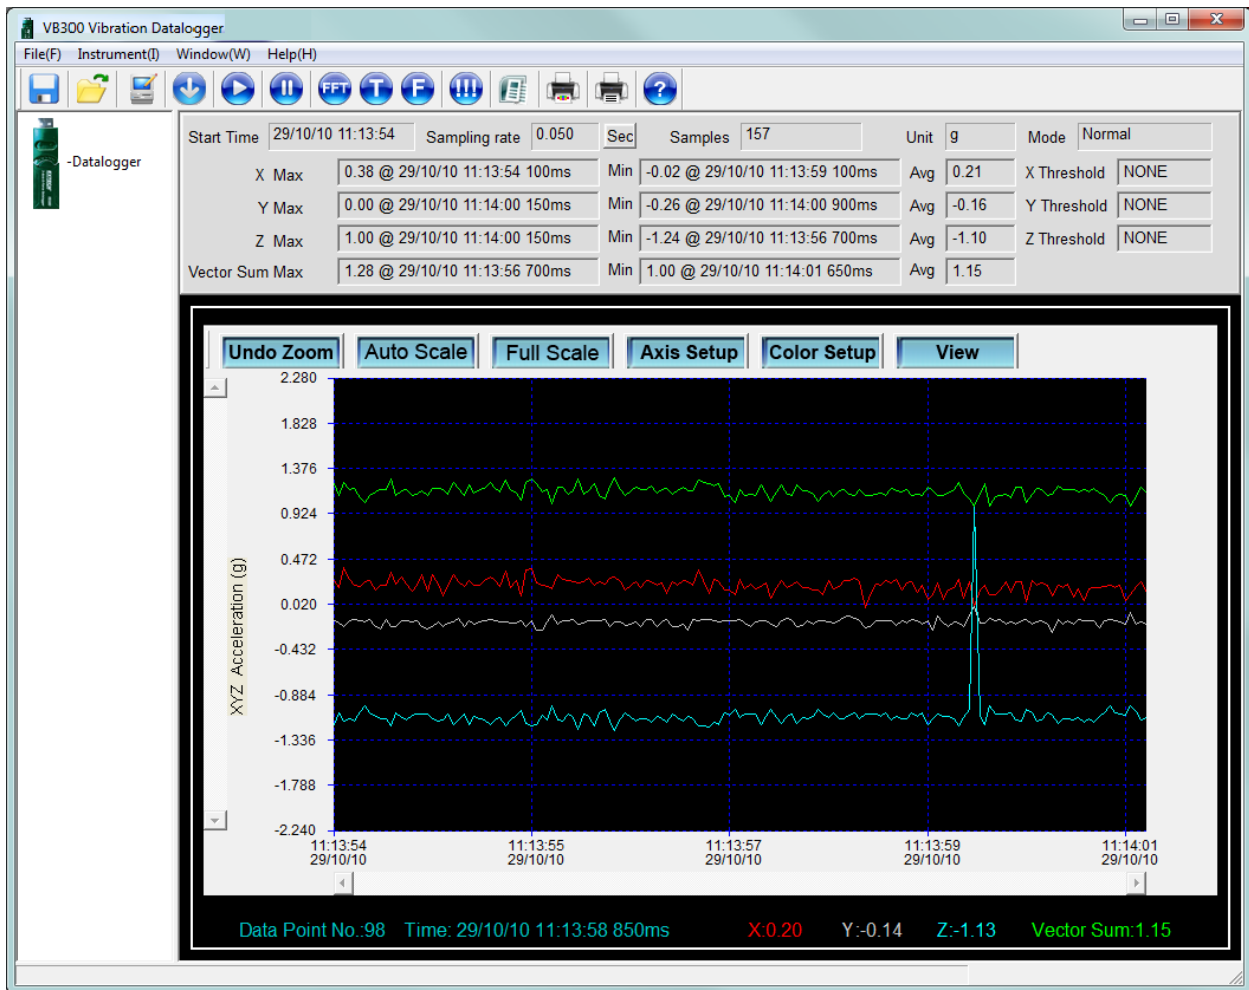 VB300 Vibration Datalogger
File(F) Instrument(I) Window(W) Help(H)
FFT T F !!! ?
-Datalogger
Start Time 29/10/10 11:13:54 Sampling rate 0.050 Sec Samples 157 Unit g Mode Normal
X Max 0.38 @ 29/10/10 11:13:54 100ms Min -0.02 @ 29/10/10 11:13:59 100ms Avg 0.21 X Threshold NONE
Y Max 0.00 @ 29/10/10 11:14:00 150ms Min -0.26 @ 29/10/10 11:14:00 900ms Avg -0.16 Y Threshold NONE
Z Max 1.00 @ 29/10/10 11:14:00 150ms Min -1.24 @ 29/10/10 11:13:56 700ms Avg -1.10 Z Threshold NONE
Vector Sum Max 1.28 @ 29/10/10 11:13:56 700ms Min 1.00 @ 29/10/10 11:14:01 650ms Avg 1.15
Undo Zoom Auto Scale Full Scale Axis Setup Color Setup View
XYZ Acceleration (g)
2.280
1.828
1.376
0.924
0.472
0.020
-0.432
-0.884
-1.336
-1.788
-2.240
11:13:54 11:13:55 11:13:57 11:13:59 11:14:01
29/10/10 29/10/10 29/10/10 29/10/10 29/10/10
Data Point No.:98 Time: 29/10/10 11:13:58 850ms X:0.20 Y:-0.14 Z:-1.13 Vector Sum:1.15